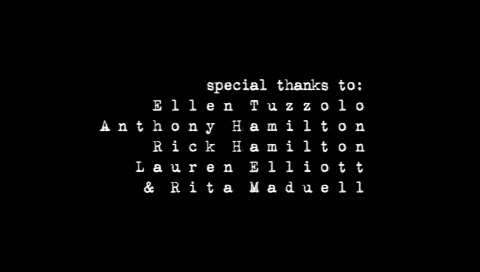 special thanks to:
Ellen Tuzzolo
Anthony Hamilton
Rick Hamilton
Lauren Elliott
& Rita Maduell